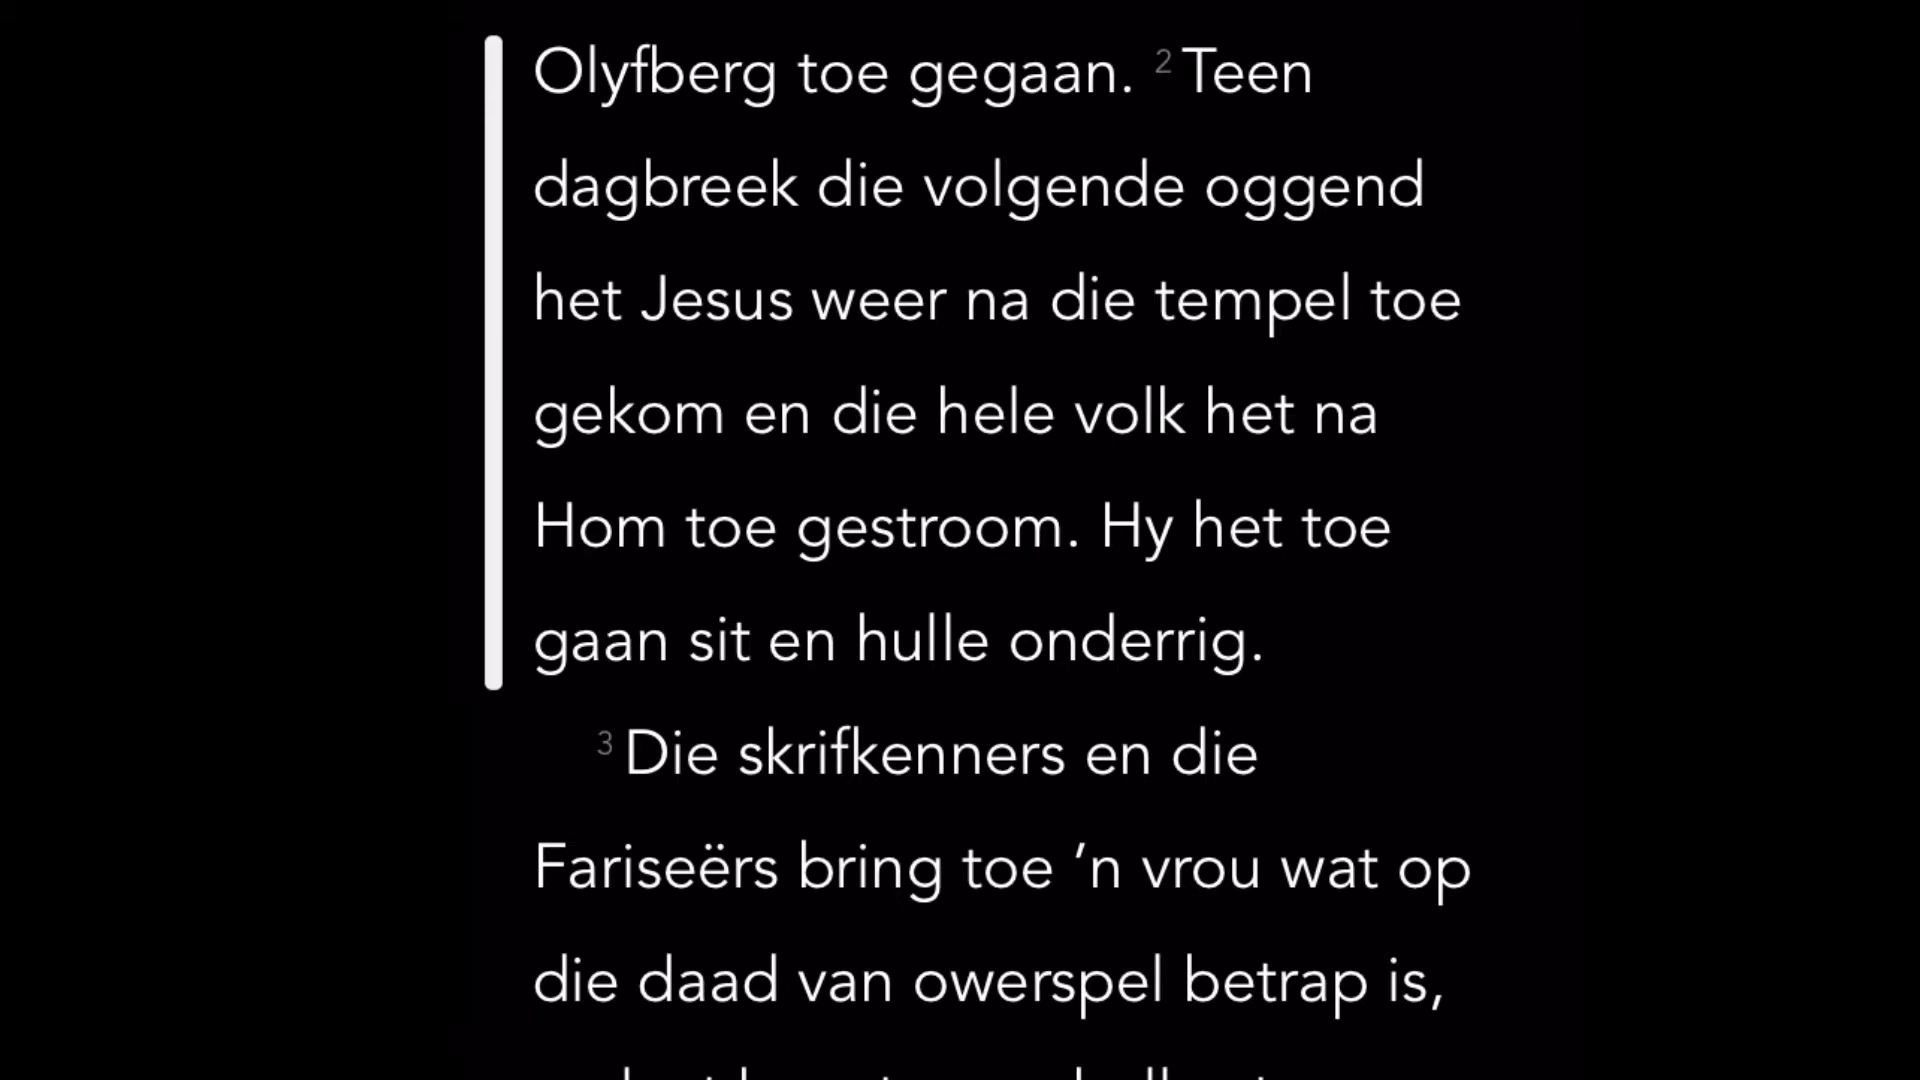 Olyfberg toe gegaan. 2 Teen
dagbreek die volgende oggend
het Jesus weer na die tempel toe
gekom en die hele volk het na
Hom toe gestroom. Hy het toe
gaan sit en hulle onderrig.
3 Die skrifkenners en die
Fariseërs bring toe ’n vrou wat op
die daad van owerspel betrap is,